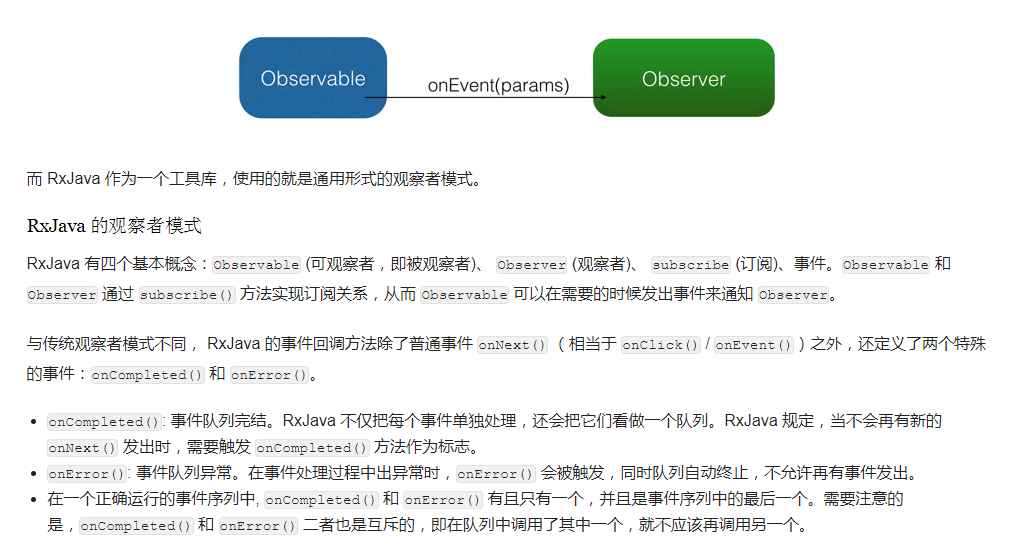 Observable
onEvent(params)
Observer
而 RxJava 作为一个工具库，使用的就是通用形式的观察者模式。
RxJava 的观察者模式
RxJava 有四个基本概念：Observable (可观察者，即被观察者)、 Observer (观察者)、 subscribe (订阅)、事件。Observable 和
Observer 通过 subscribe() 方法实现订阅关系，从而 Observable 可以在需要的时候发出事件来通知 Observer。
与传统观察者模式不同， RxJava 的事件回调方法除了普通事件 onNext() （相当于 onClick() / onEvent()）之外，还定义了两个特殊
的事件：onCompleted() 和 onError()。
• onCompleted(): 事件队列完结。RxJava 不仅把每个事件单独处理，还会把它们看做一个队列。RxJava 规定，当不会再有新的
onNext() 发出时，需要触发 onCompleted() 方法作为标志。
• onError(): 事件队列异常。在事件处理过程中出异常时，onError() 会被触发，同时队列自动终止，不允许再有事件发出。
• 在一个正确运行的事件序列中, onCompleted() 和 onError() 有且只有一个，并且是事件序列中的最后一个。需要注意的
是，onCompleted() 和 onError() 二者也是互斥的，即在队列中调用了其中一个，就不应该再调用另一个。